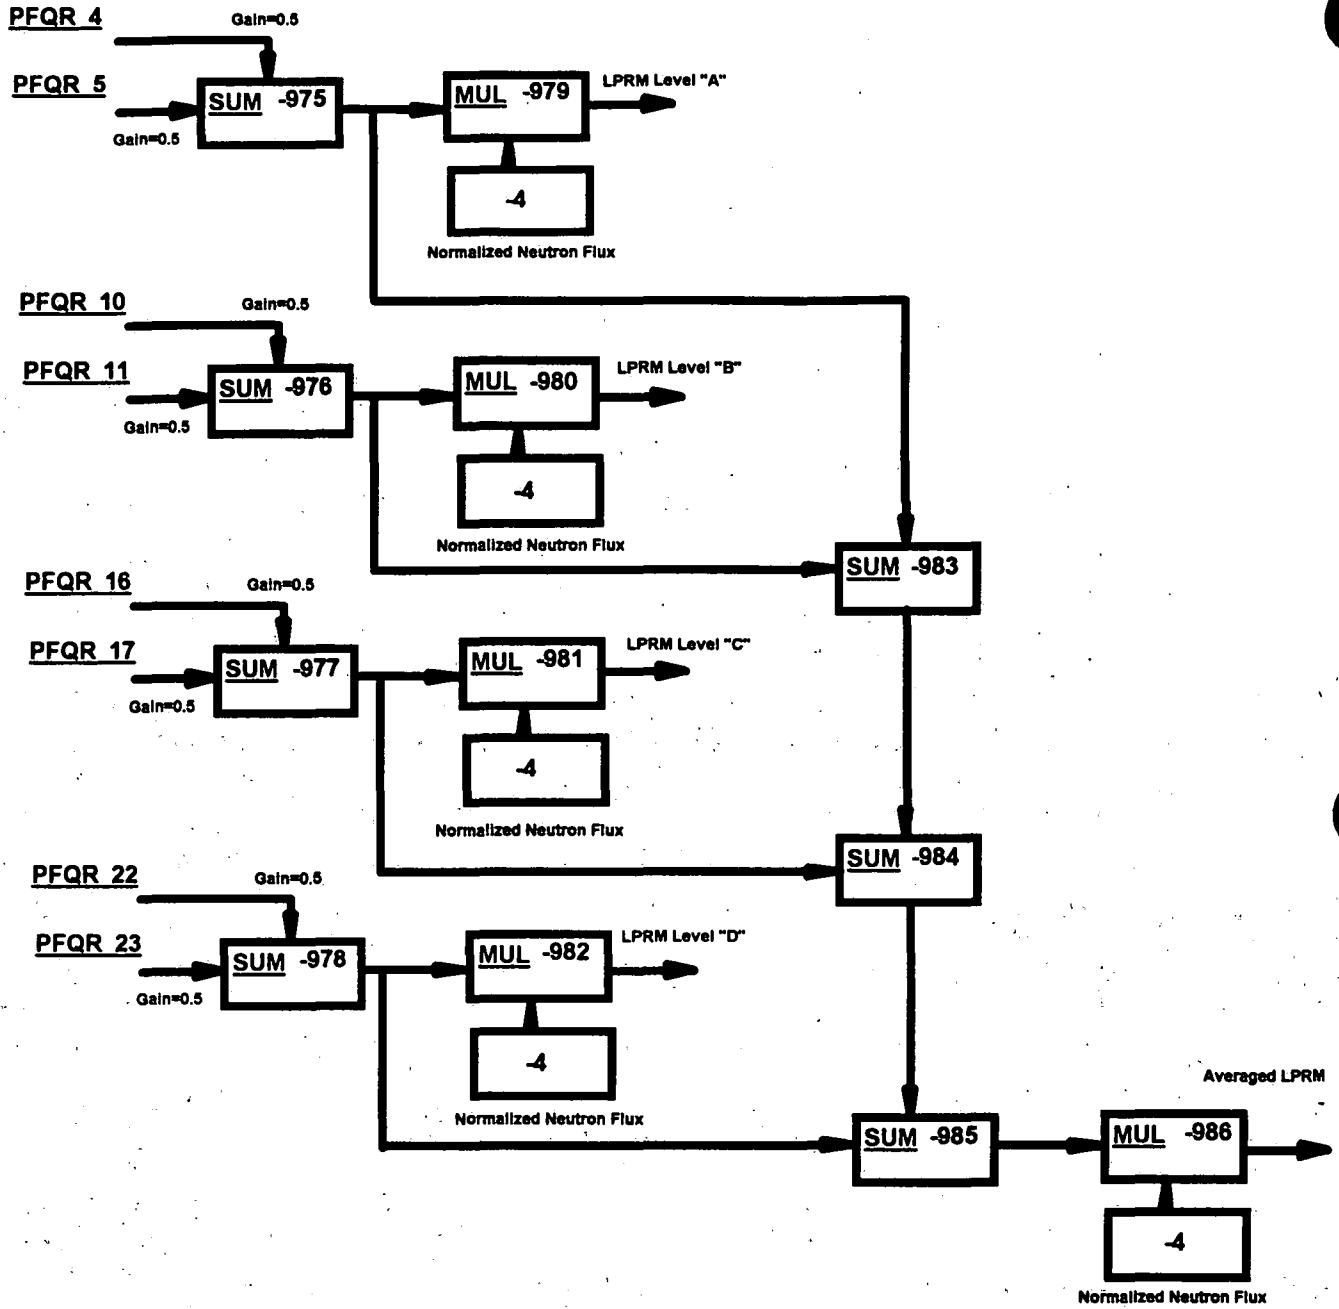 PFQR 4
Gain=0.5
PFQR 5
Gain=0.5
SUM -975
MUL -979
LPRM Level "A"
-4
Normalized Neutron Flux
PFQR 10
Gain=0.5
PFQR 11
Gain=0.5
SUM -976
MUL -980
LPRM Level "B"
-4
Normalized Neutron Flux
SUM -983
PFQR 16
Gain=0.5
PFQR 17
Gain=0.5
SUM -977
MUL -981
LPRM Level "C"
-4
Normalized Neutron Flux
SUM -984
PFQR 22
Gain=0.5
PFQR 23
Gain=0.5
SUM -978
MUL -982
LPRM Level "D"
-4
Normalized Neutron Flux
SUM -985
MUL -986
Averaged LPRM
-4
Normalized Neutron Flux